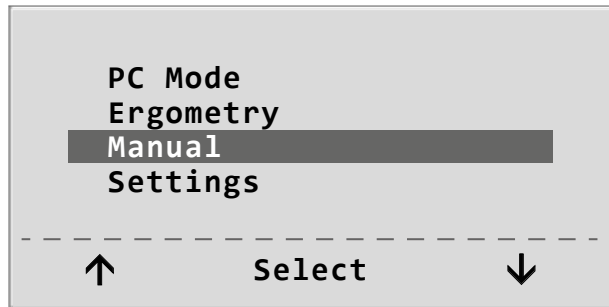 PC Mode
Ergometry
Manual
Settings
↑ Select ↓